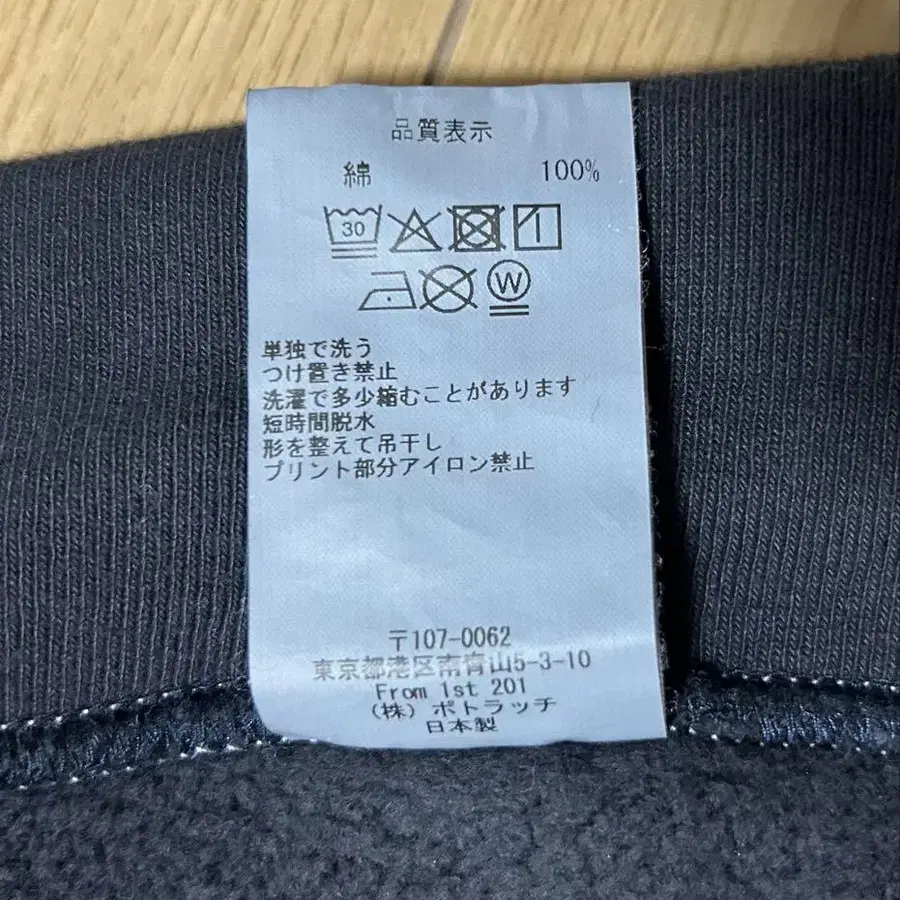 品質表示
綿 100%
30
W
単独で洗う
つけ置き禁止
洗濯で多少縮むことがあります
短時間脱水
形を整えて吊干し
プリント部分アイロン禁止
〒107-0062
東京都港区南青山5-3-10
From 1st 201
(株) ポトラッチ
日本製